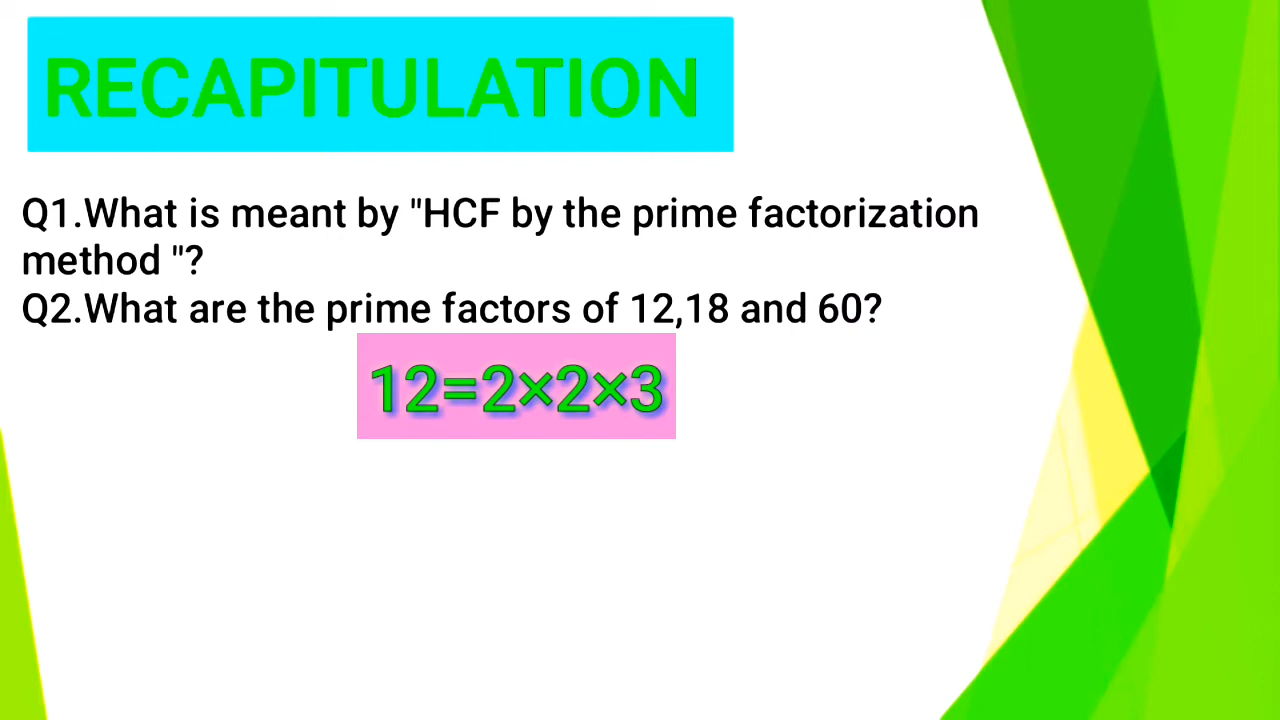 RECAPITULATION
Q1.What is meant by "HCF by the prime factorization
method "?
Q2.What are the prime factors of 12,18 and 60?
12=2×2×3